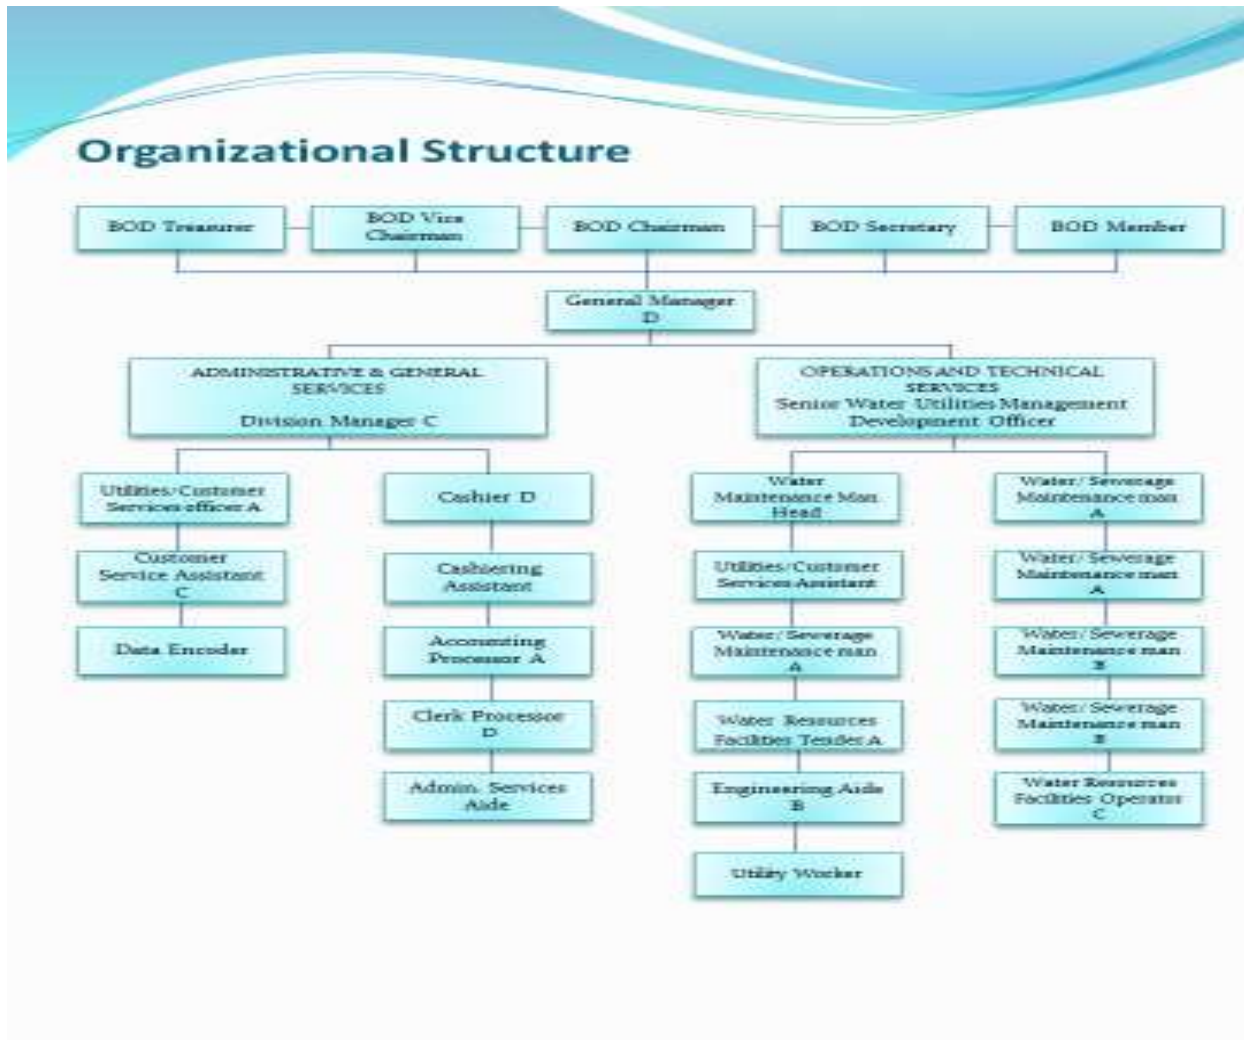 Organizational Structure
BOD Treasurer
BOD Vice
Chairman
BOD Chairman
BOD Secretary
BOD Member
General Manager
D
ADMINISTRATIVE & GENERAL
SERVICES
Division Manager C
OPERATIONS AND TECHNICAL
SERVICES
Senior Water Utilities Management
Development Officer
Utilities/Customer
Services officer A
Customer
Service Assistant
C
Data Encoder
Cashier D
Cashiering
Assistant
Accounting
Processor A
Clerk Processor
D
Admin. Services
Aide
Water
Maintenance Man
Head
Utilities/Customer
Services Assistant
Water/Sewerage
Maintenance man
A
Water Resources
Facilities Tender A
Engineering Aide
B
Utility Worker
Water/Sewerage
Maintenance man
A
Water/Sewerage
Maintenance man
A
Water/Sewerage
Maintenance man
B
Water/Sewerage
Maintenance man
B
Water Resources
Facilities Operator
C